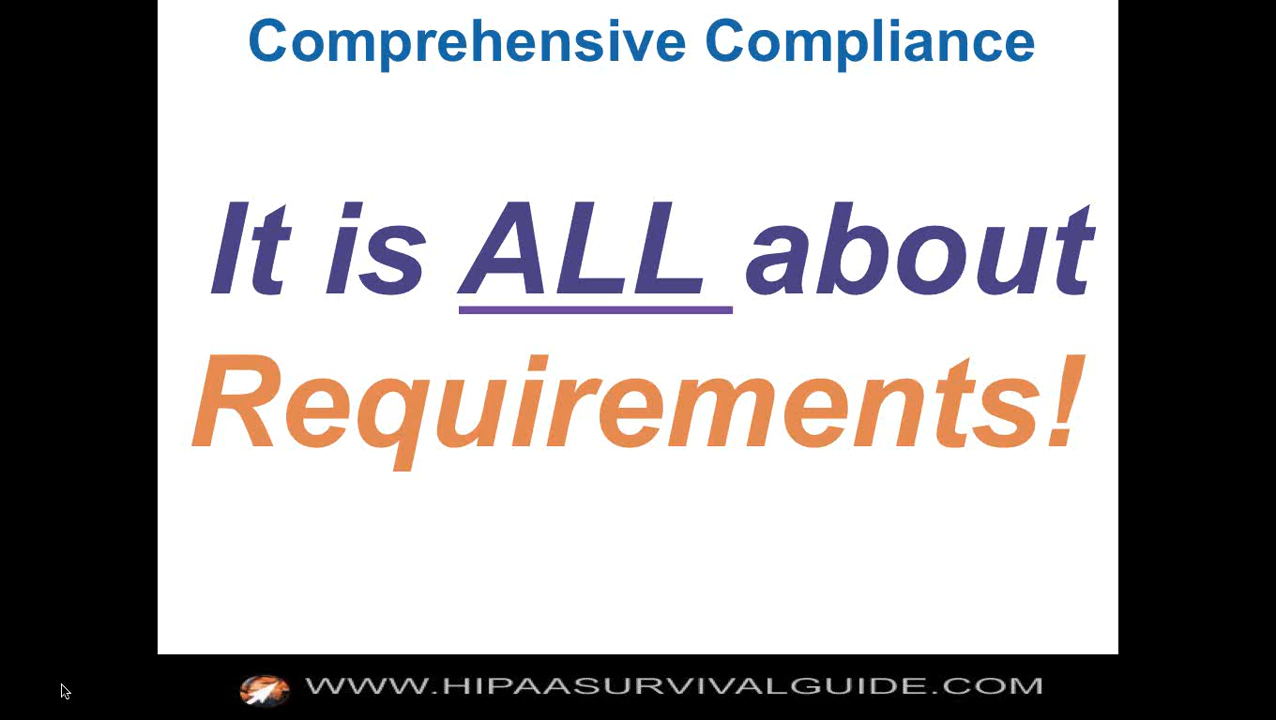 Comprehensive Compliance
It is ALL about
Requirements!
WWW.HIPAASURVIVALGUIDE.COM